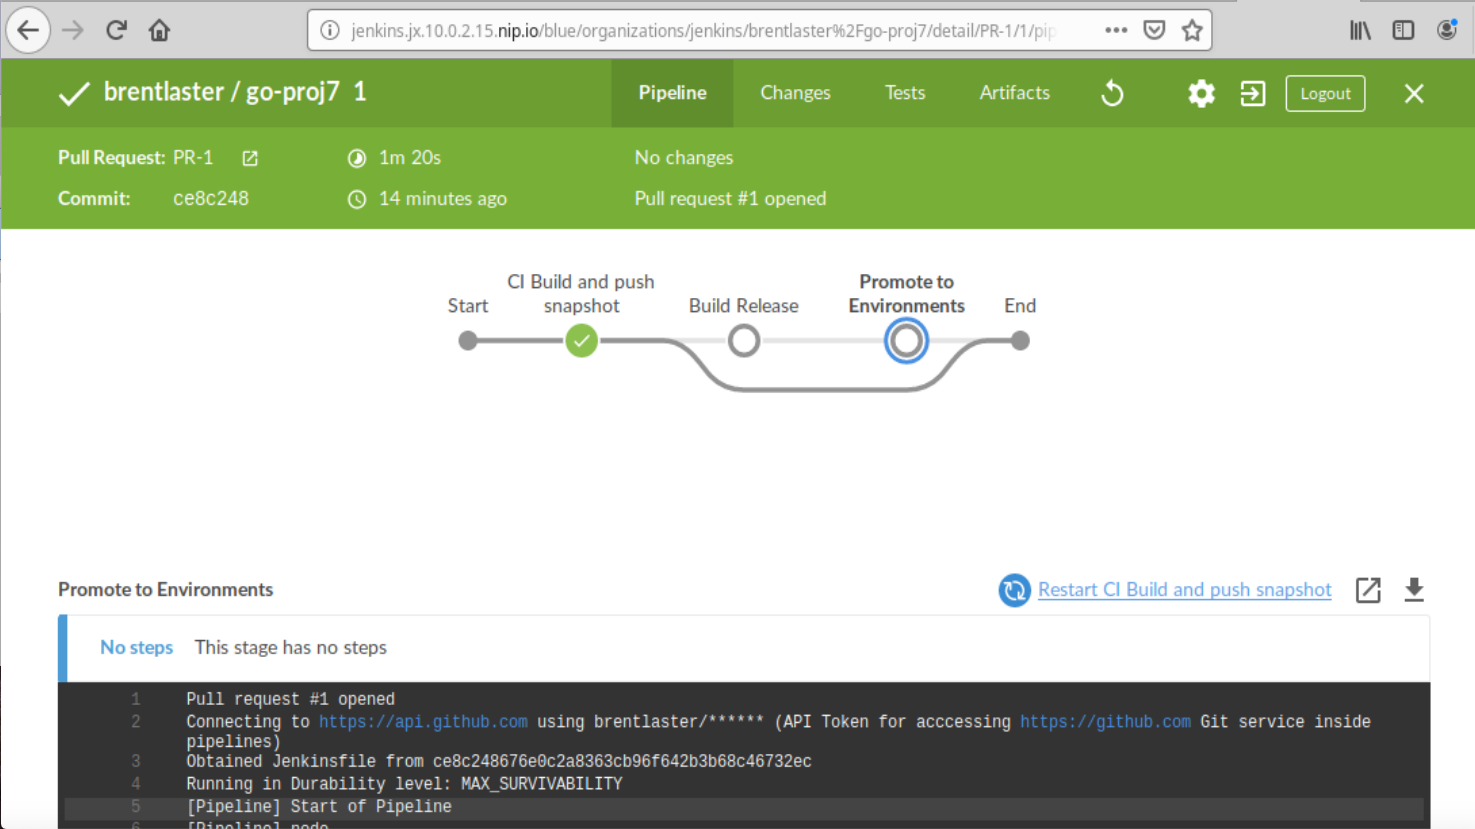 jenkins.jx.10.0.2.15.nip.io/blue/organizations/jenkins/brentlaster%2Fgo-proj7/detail/PR-1/1/pip
brentlaster / go-proj7 1
Pipeline Changes Tests Artifacts Logout
Pull Request: PR-1 1m 20s No changes
Commit: ce8c248 14 minutes ago Pull request #1 opened
CI Build and push Promote to
Start snapshot Build Release Environments End
Promote to Environments Restart CI Build and push snapshot
No steps This stage has no steps
1 Pull request #1 opened
2 Connecting to https://api.github.com using brentlaster/****** (API Token for acccessing https://github.com Git service inside
pipelines)
3 Obtained Jenkinsfile from ce8c248676e0c2a8363cb96f642b3b68c46732ec
4 Running in Durability level: MAX_SURVIVABILITY
5 [Pipeline] Start of Pipeline
6 [Pipeline] node